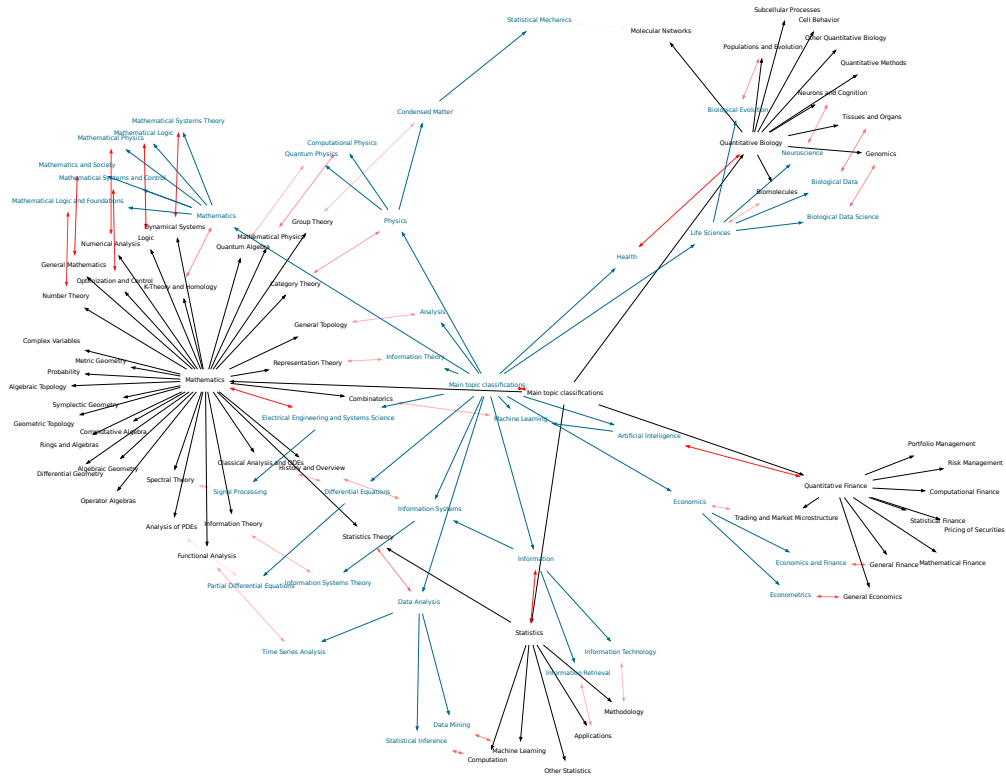 Subcellular Processes
Statistical Mechanics
Cell Behavior
Molecular Networks
Other Quantitative Biology
Populations and Evolution
Quantitative Methods
Neurons and Cognition
Biological Evolution
Condensed Matter
Tissues and Organs
Mathematical Systems Theory
Mathematical Logic
Mathematical Physics
Computational Physics
Quantitative Biology
Quantum Physics
Neuroscience
Genomics
Mathematics and Society
Mathematical Systems and Control
Biological Data
Biomolecules
Mathematical Logic and Foundations
Mathematics
Biological Data Science
Physics
Group Theory
Dynamical Systems
Life Sciences
Logic
Mathematical Physics
Numerical Analysis
Quantum Algebra
Health
General Mathematics
Optimization and Control
K-Theory and Homology
Category Theory
Number Theory
Analysis
General Topology
Complex Variables
Information Theory
Metric Geometry
Representation Theory
Probability
Mathematics
Algebraic Topology
Main topic classifications
Main topic classifications
Combinatorics
Symplectic Geometry
Electrical Engineering and Systems Science
Machine Learning
Geometric Topology
Commutative Algebra
Artificial Intelligence
Rings and Algebras
Portfolio Management
Classical Analysis and ODEs
Risk Management
History and Overview
Algebraic Geometry
Differential Geometry
Spectral Theory
Quantitative Finance
Signal Processing
Differential Equations
Computational Finance
Operator Algebras
Economics
Information Systems
Trading and Market Microstructure
Statistical Finance
Analysis of PDEs
Information Theory
Pricing of Securities
Statistics Theory
Functional Analysis
Information
Economics and Finance
General Finance
Mathematical Finance
Partial Differential Equations
Information Systems Theory
Econometrics
General Economics
Data Analysis
Statistics
Time Series Analysis
Information Technology
Information Retrieval
Methodology
Data Mining
Applications
Statistical Inference
Machine Learning
Computation
Other Statistics